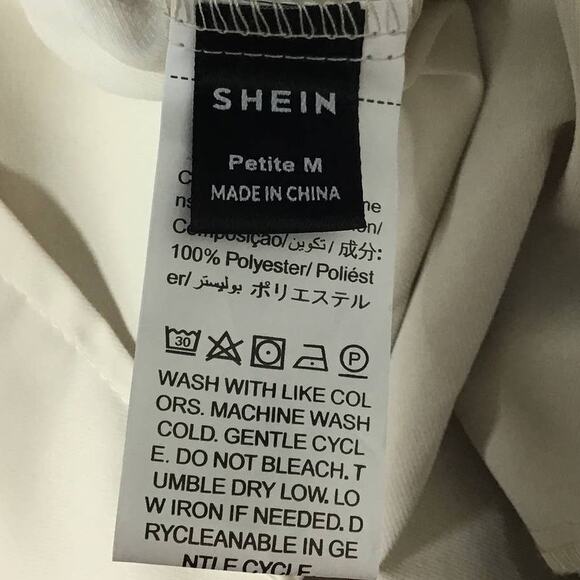 SHEIN
Petite M
MADE IN CHINA
Composição/تكوين/成分:
100% Polyester/ Poliést
er/ بوليستر ポリエステル
30
P
WASH WITH LIKE COL
ORS. MACHINE WASH
COLD. GENTLE CYCL
E. DO NOT BLEACH. T
UMBLE DRY LOW. LO
W IRON IF NEEDED. D
RYCLEANABLE IN GE
NTLE CYCLE